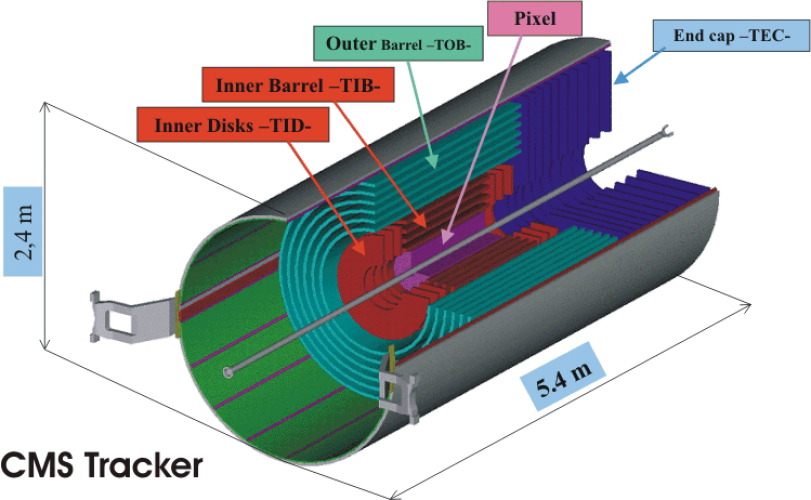 Pixel
Outer Barrel –TOB-
End cap –TEC-
Inner Barrel –TIB-
Inner Disks –TID-
2,4 m
5.4 m
CMS Tracker